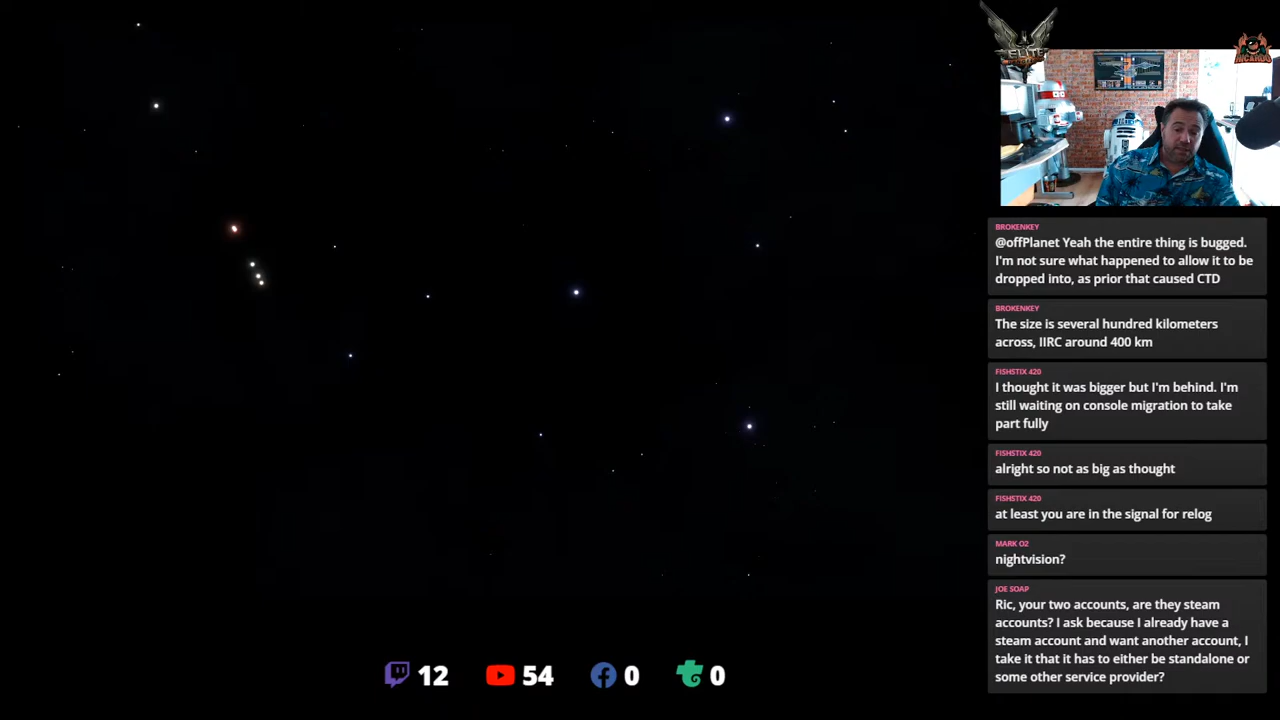 ELITE
RICARDO
BROKENKEY
@offPlanet Yeah the entire thing is bugged.
I'm not sure what happened to allow it to be
dropped into, as prior that caused CTD
BROKENKEY
The size is several hundred kilometers
across, IIRC around 400 km
FISHSTIX 420
I thought it was bigger but I'm behind. I'm
still waiting on console migration to take
part fully
FISHSTIX 420
alright so not as big as thought
FISHSTIX 420
at least you are in the signal for relog
MARK O2
nightvision?
JOE SOAP
Ric, your two accounts, are they steam
accounts? I ask because I already have a
steam account and want another account, I
take it that it has to either be standalone or
some other service provider?
12 54 0 0